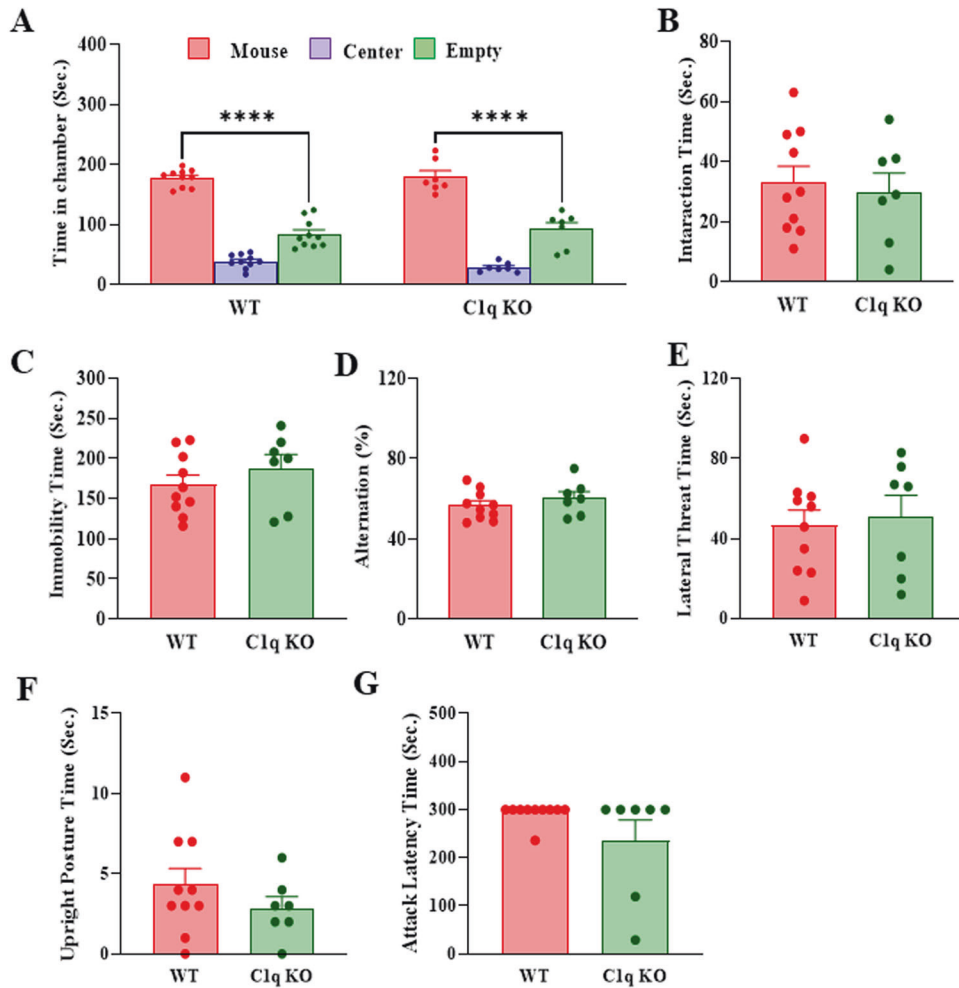 A
Time in chamber (Sec.)
400
300
200
100
0
Mouse Center Empty
**** ****
WT C1q KO
B
Intaraction Time (Sec.)
80
60
40
20
0
WT C1q KO
C
Immobility Time (Sec.)
300
250
200
150
100
50
0
WT C1q KO
D
Alternation (%)
120
80
40
0
WT C1q KO
E
Lateral Threat Time (Sec.)
120
80
40
0
WT C1q KO
F
Upright Posture Time (Sec.)
15
10
5
0
WT C1q KO
G
Attack Latency Time (Sec.)
500
400
300
200
100
0
WT C1q KO